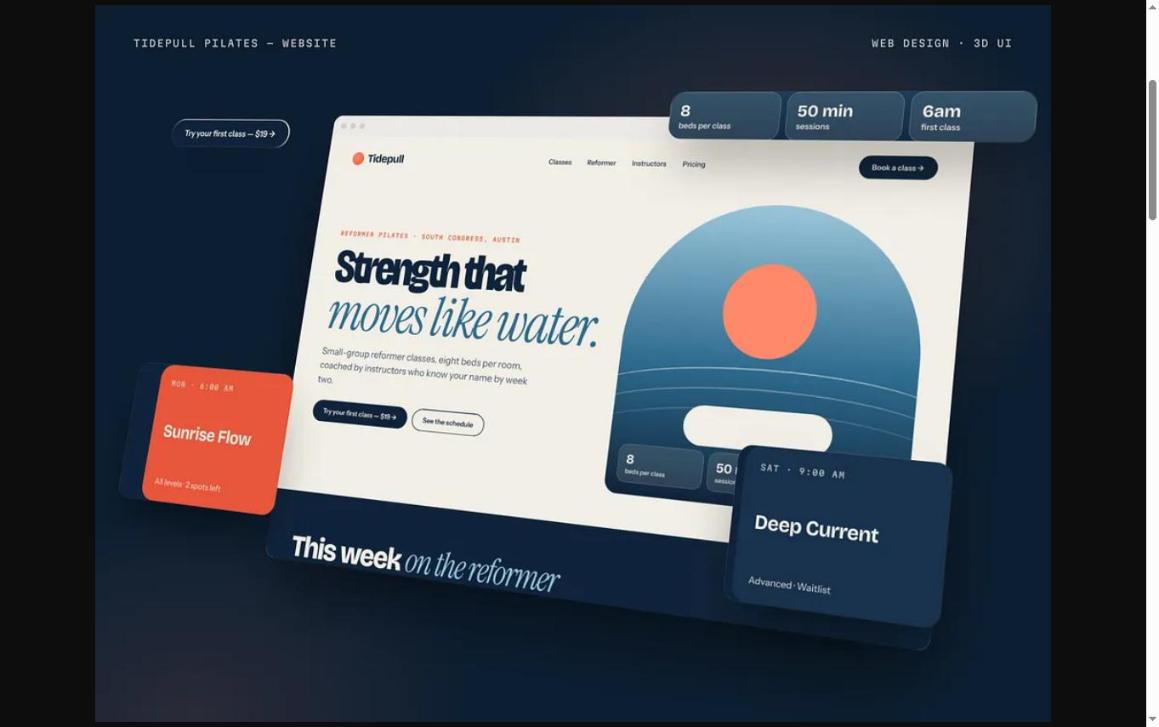 TIDEPULL PILATES — WEBSITE
WEB DESIGN · 3D UI
8
beds per class
50 min
sessions
6am
first class
Try your first class — $19 →
Tidepull
Classes Reformer Instructors Pricing
Book a class →
REFORMER PILATES · SOUTH CONGRESS, AUSTIN
Strength that
moves like water.
Small-group reformer classes, eight beds per room,
coached by instructors who know your name by week
two.
Try your first class — $19 →
See the schedule
MON · 6:00 AM
Sunrise Flow
All levels · 2 spots left
8
beds per class
50
SAT · 9:00 AM
Deep Current
Advanced · Waitlist
This week on the reformer